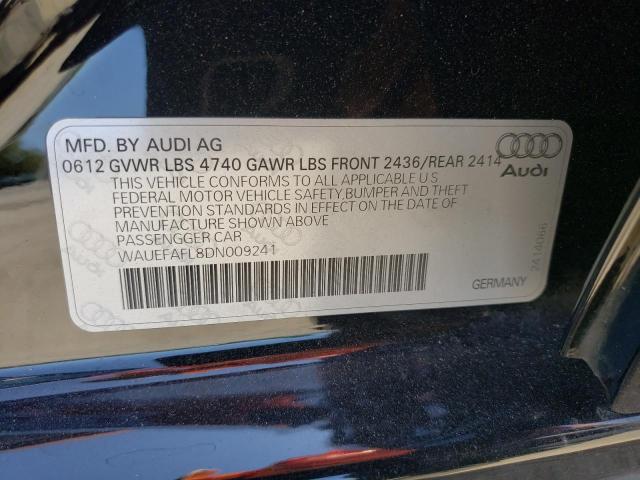 MFD. BY AUDI AG
0612 GVWR LBS 4740 GAWR LBS FRONT 2436/REAR 2414
THIS VEHICLE CONFORMS TO ALL APPLICABLE U.S
FEDERAL MOTOR VEHICLE SAFETY,BUMPER AND THEFT
PREVENTION STANDARDS IN EFFECT ON THE DATE OF
MANUFACTURE SHOWN ABOVE
PASSENGGER CAR
WAUEFAFL8DN009241
Audi
2414066
GERMANY